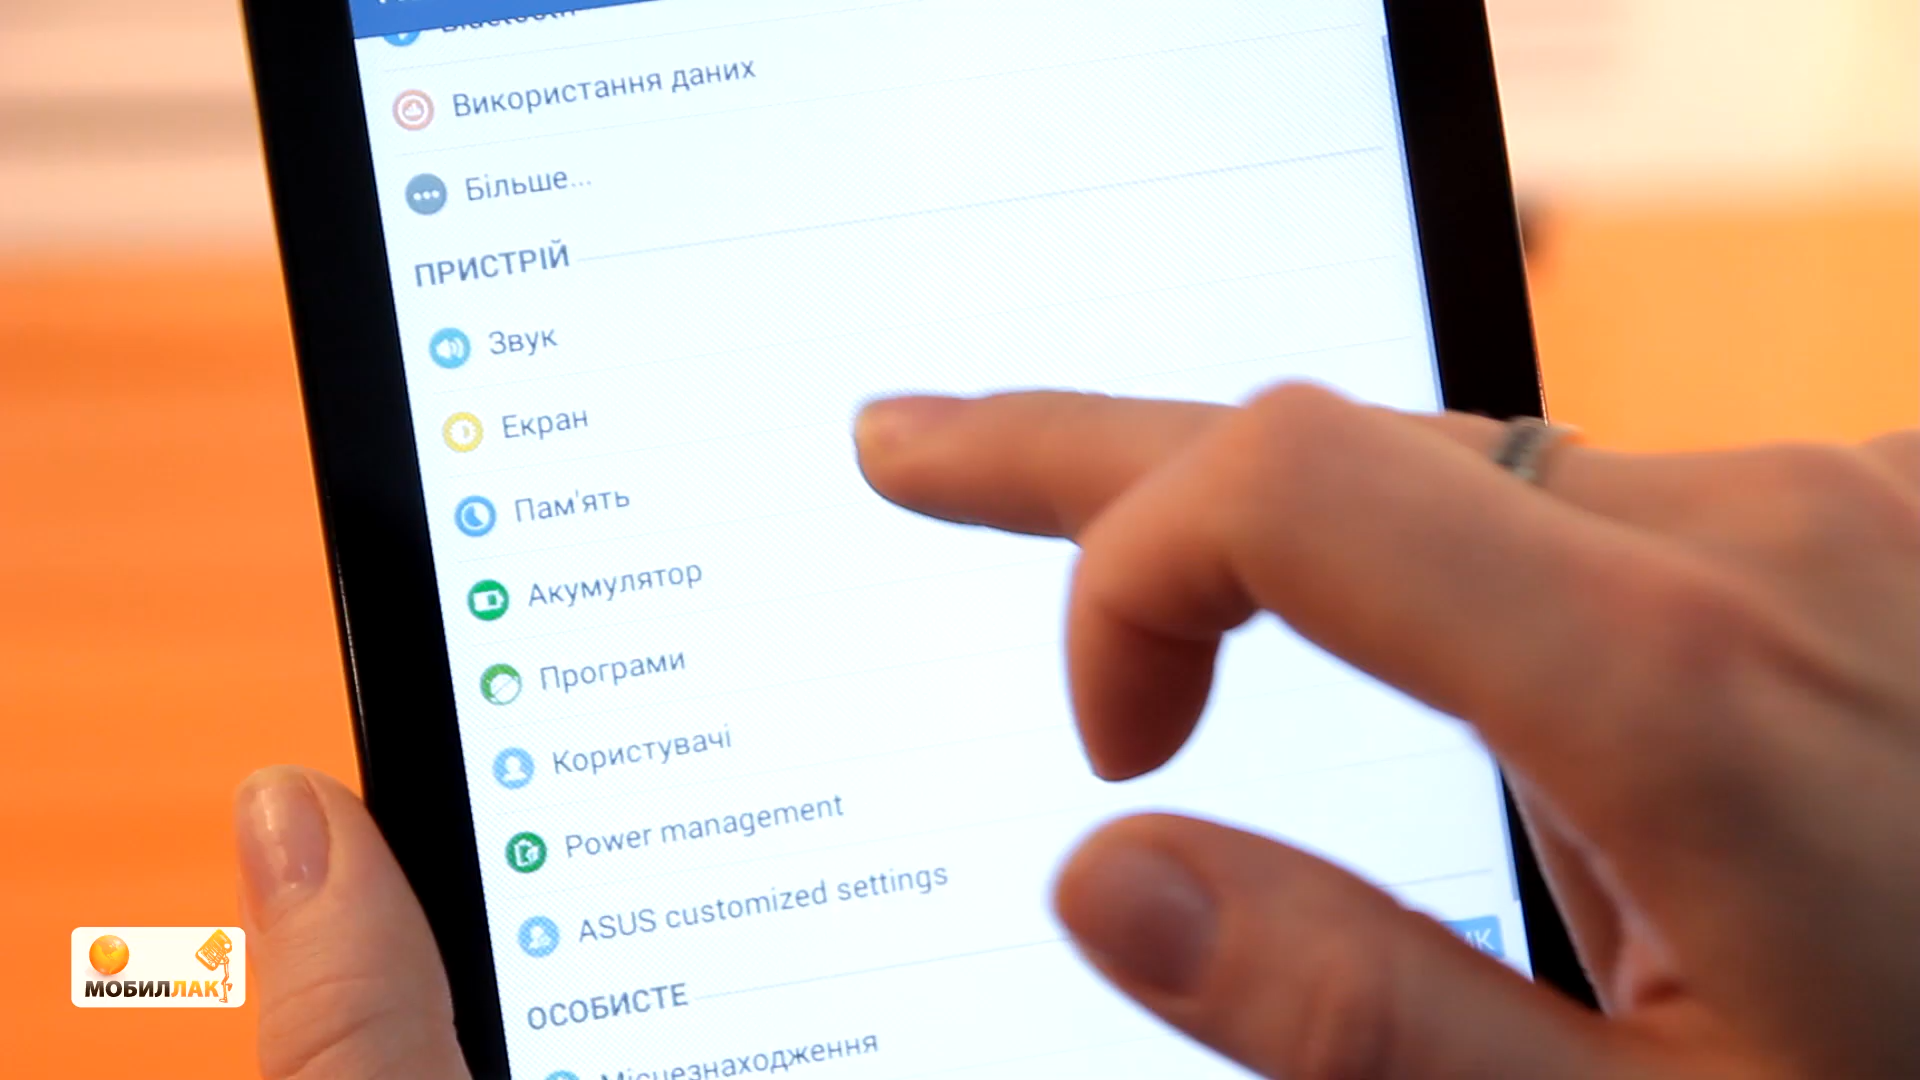 Bluetooth
Використання даних
Більше...
ПРИСТРІЙ
Звук
Екран
Пам'ять
Акумулятор
Програми
Користувачі
Power management
ASUS customized settings
ОСОБИСТЕ
Місцезнаходження
МОБИЛЛАК